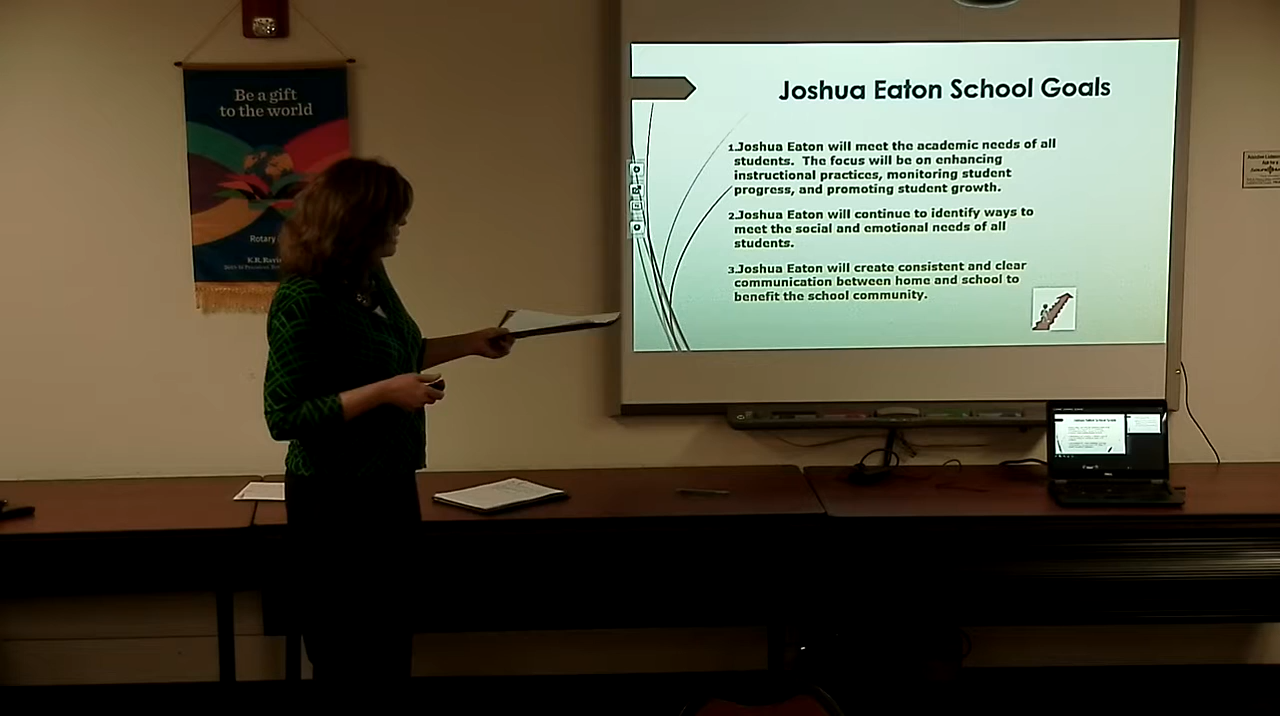 Be a gift
to the world
Rotary
K.R. Ravin
Joshua Eaton School Goals
1.Joshua Eaton will meet the academic needs of all
students. The focus will be on enhancing
instructional practices, monitoring student
progress, and promoting student growth.
2.Joshua Eaton will continue to identify ways to
meet the social and emotional needs of all
students.
3.Joshua Eaton will create consistent and clear
communication between home and school to
benefit the school community.